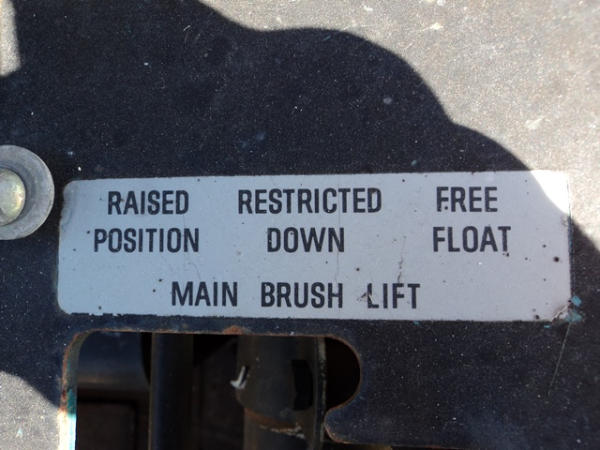 RAISED RESTRICTED FREE
POSITION DOWN FLOAT
MAIN BRUSH LIFT